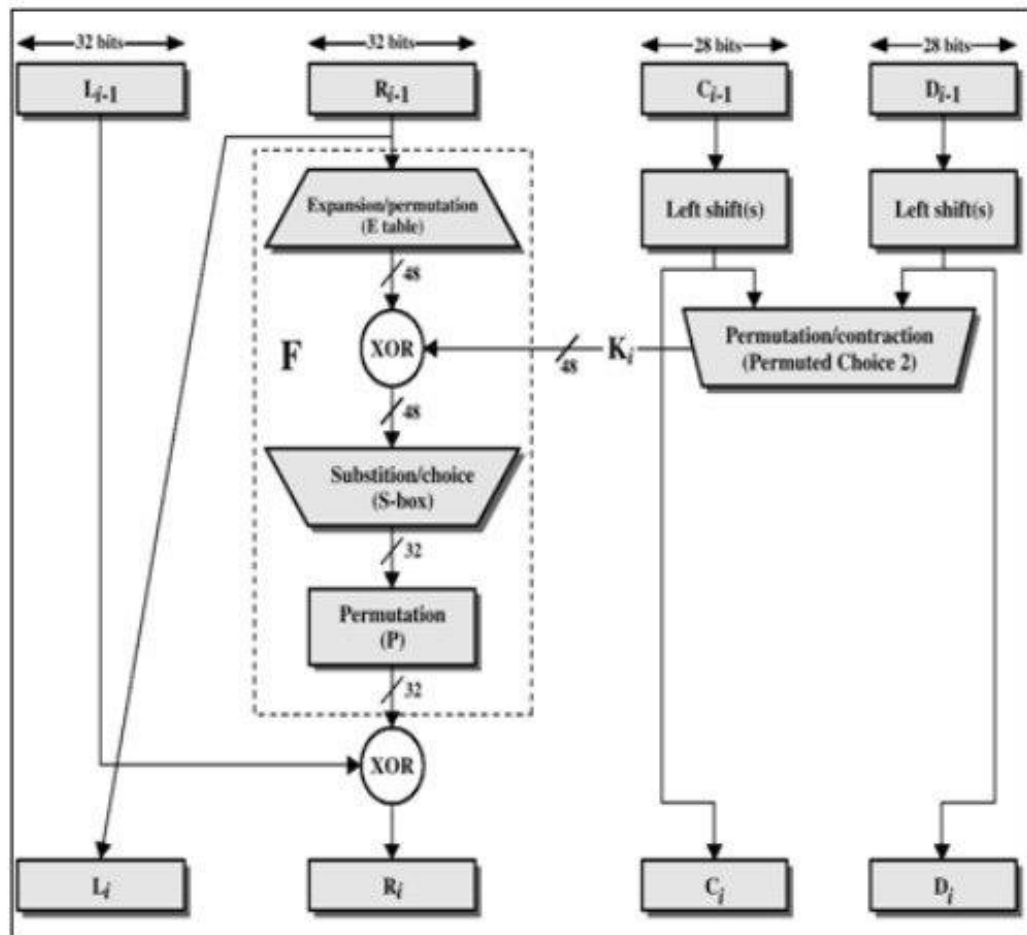 32 bits
32 bits
28 bits
28 bits
Li-1
Ri-1
Ci-1
Di-1
Expansion/permutation
(E table)
Left shift(s)
Left shift(s)
48
F
XOR
48
Ki
Permutation/contraction
(Permuted Choice 2)
48
Substition/choice
(S-box)
32
Permutation
(P)
32
XOR
Li
Ri
Ci
Di